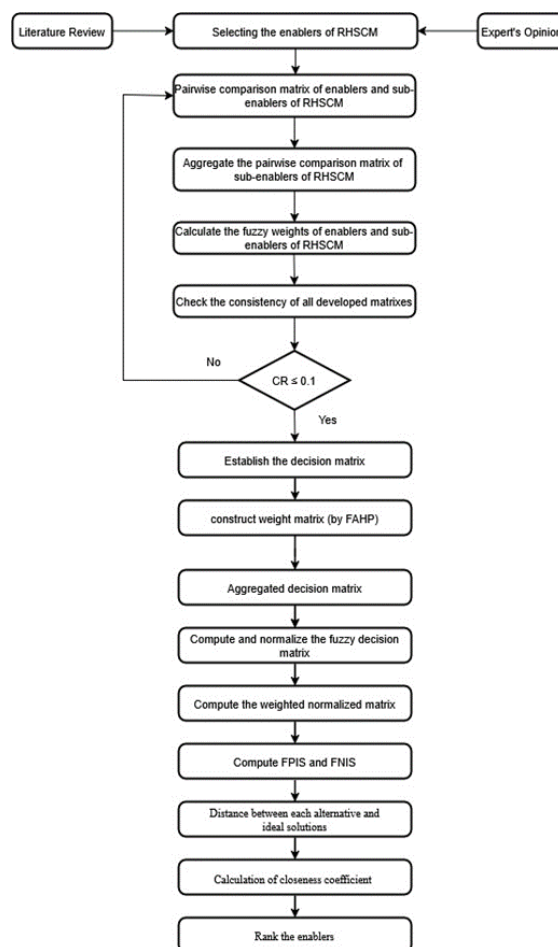 Literature Review
Selecting the enablers of RHSCM
Expert's Opinion
Pairwise comparison matrix of enablers and sub-
enablers of RHSCM
Aggregate the pairwise comparison matrix of
sub-enablers of RHSCM
Calculate the fuzzy weights of enablers and sub-
enablers of RHSCM
Check the consistency of all developed matrixes
No
CR ≤ 0.1
Yes
Establish the decision matrix
construct weight matrix (by FAHP)
Aggregated decision matrix
Compute and normalize the fuzzy decision
matrix
Compute the weighted normalized matrix
Compute FPIS and FNIS
Distance between each alternative and
ideal solutions
Calculation of closeness coefficient
Rank the enablers